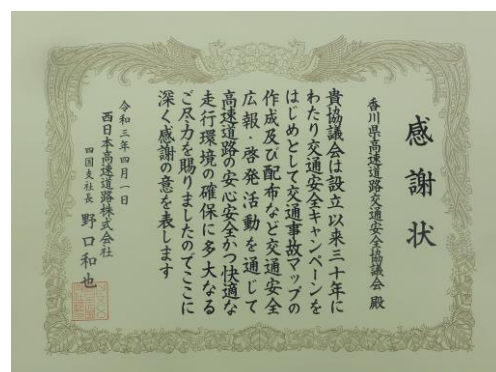 感謝状
香川県高速道路交通安全協議会 殿
貴協議会は設立以来三十年に
わたり交通安全キャンペーンを
はじめとして交通事故マップの
作成及び配布など交通安全
広報・啓発活動を通じて
高速道路の安心安全かつ快適な
走行環境の確保に多大なる
ご尽力を賜りましたのでここに
深く感謝の意を表します
令和三年四月一日
西日本高速道路株式会社
四国支社長 野口和也